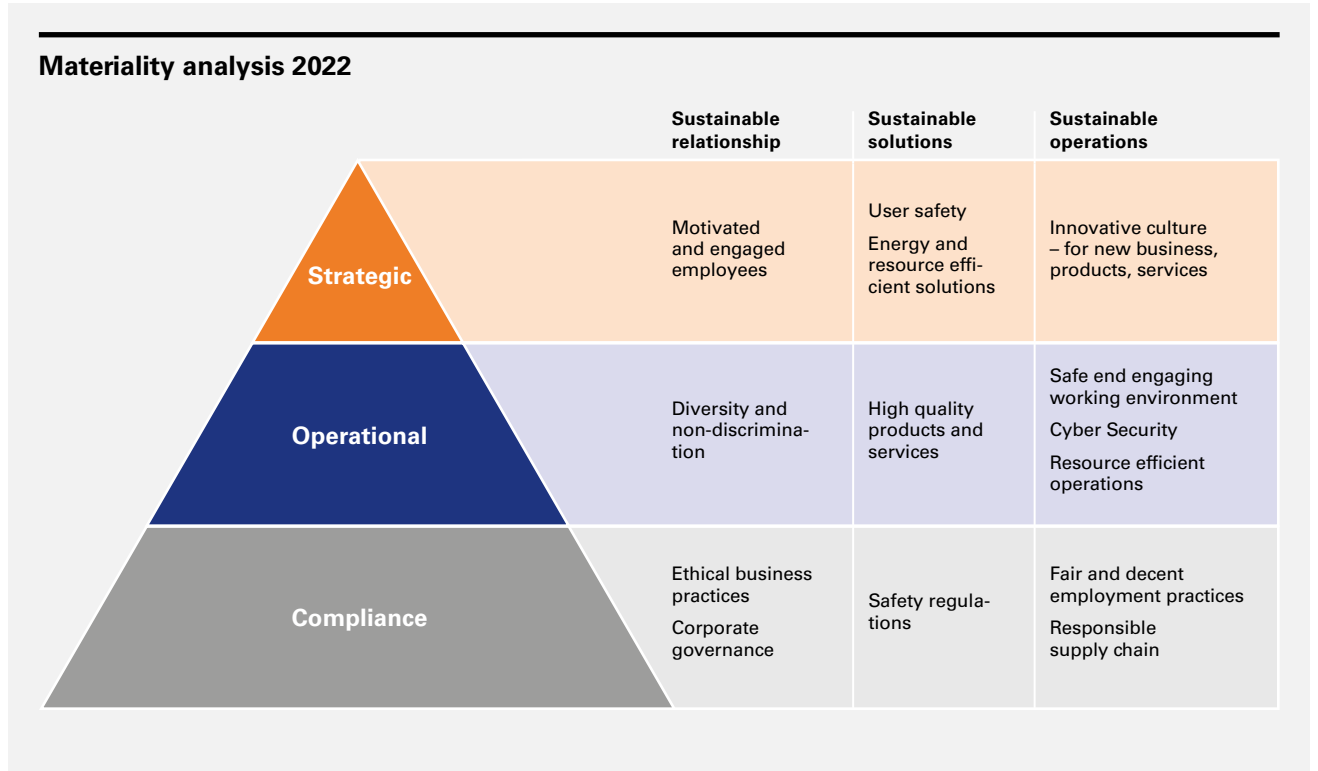 Materiality analysis 2022
Sustainable
relationship
Sustainable
solutions
Sustainable
operations
Strategic
Motivated
and engaged
employees
User safety
Energy and
resource effi-
cient solutions
Innovative culture
– for new business,
products, services
Operational
Diversity and
non-discrimina-
tion
High quality
products and
services
Safe end engaging
working environment
Cyber Security
Resource efficient
operations
Compliance
Ethical business
practices
Corporate
governance
Safety regula-
tions
Fair and decent
employment practices
Responsible
supply chain